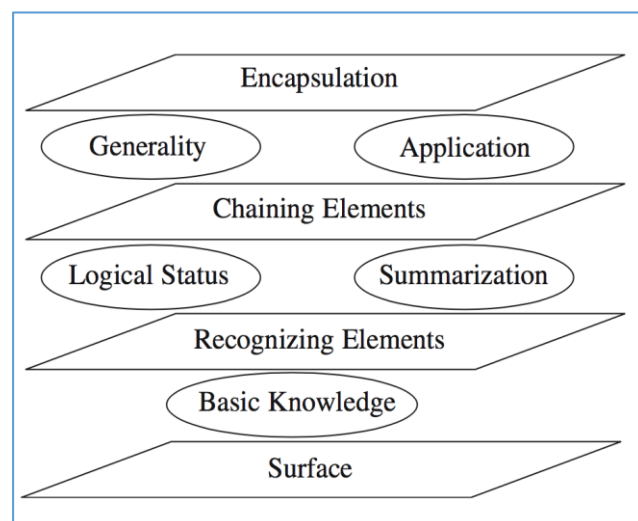 Encapsulation
Generality
Application
Chaining Elements
Logical Status
Summarization
Recognizing Elements
Basic Knowledge
Surface